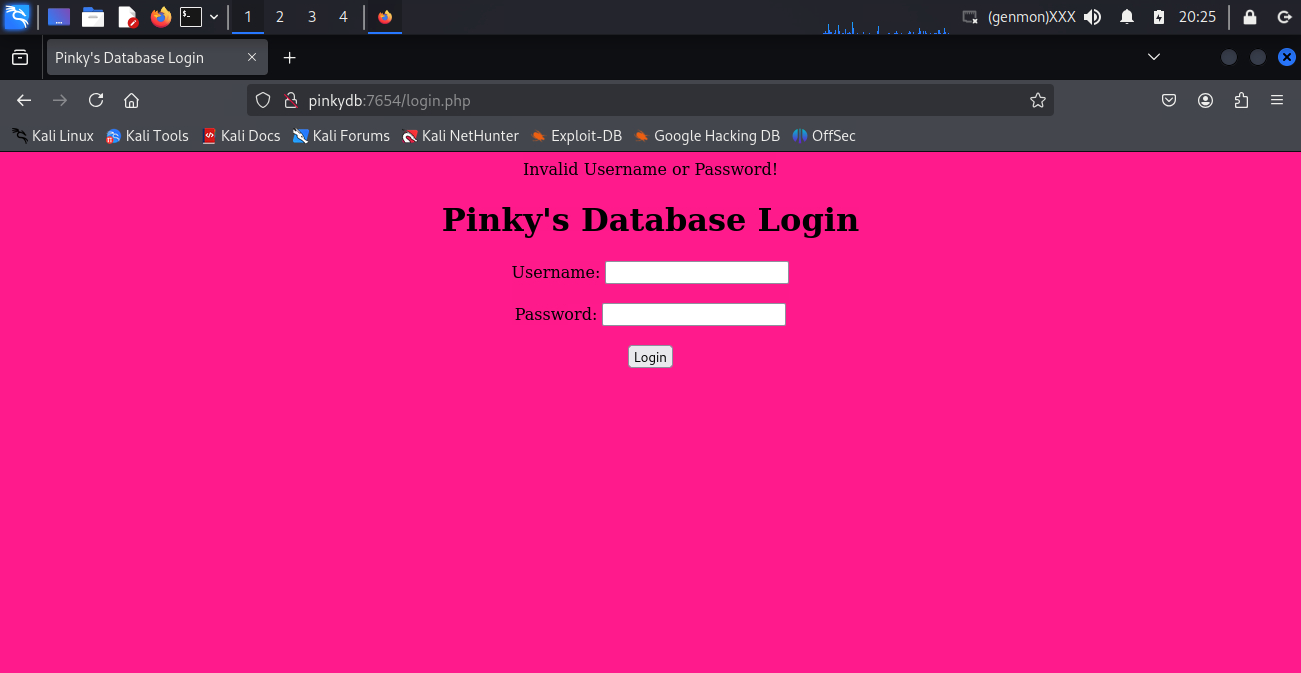 1 2 3 4 (genmon)XXX 20:25
Pinky's Database Login
pinkydb:7654/login.php
Kali Linux Kali Tools Kali Docs Kali Forums Kali NetHunter Exploit-DB Google Hacking DB OffSec
Invalid Username or Password!
Pinky's Database Login
Username:
Password:
Login